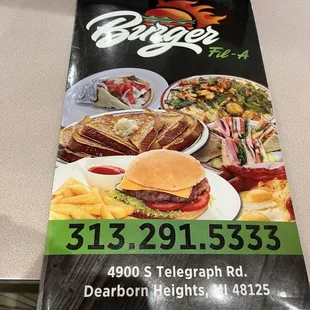 Burger
Fil-A
313.291.5333
4900 S Telegraph Rd.
Dearborn Heights, MI 48125